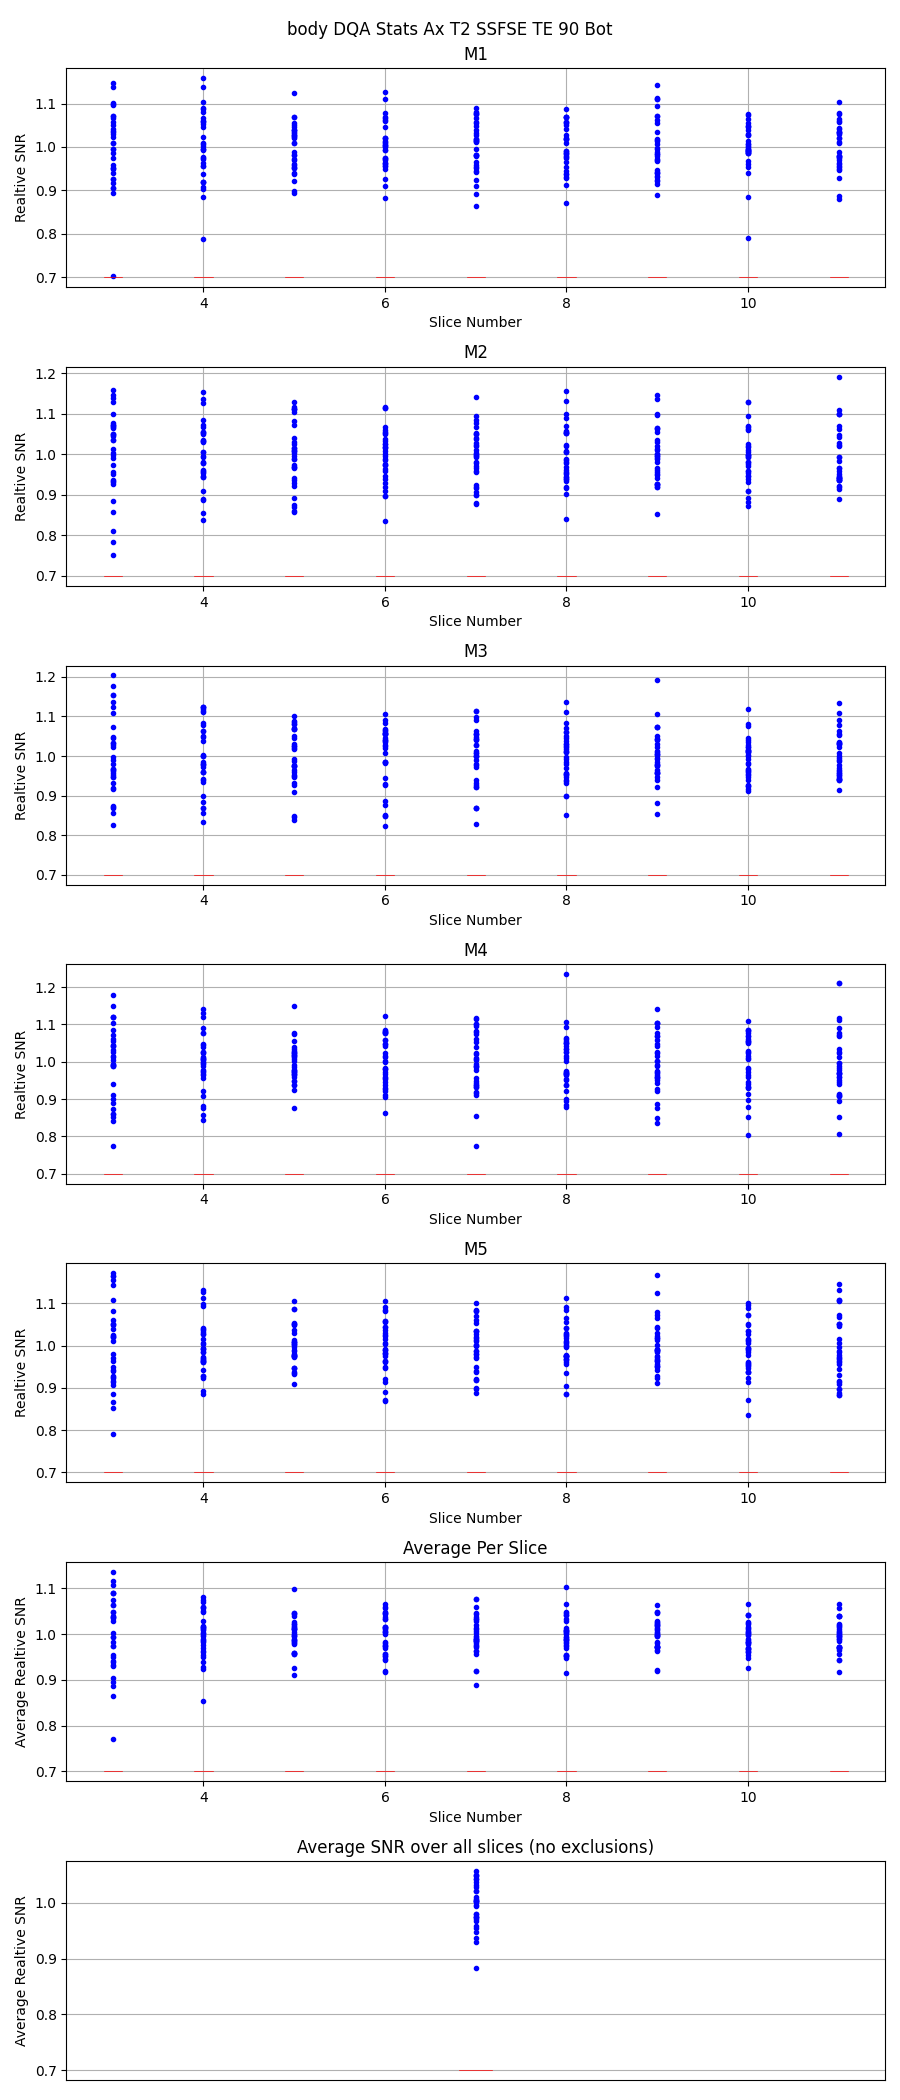 body DQA Stats Ax T2 SSFSE TE 90 Bot
M1
Realtive SNR
1.1
1.0
0.9
0.8
0.7
4
6
8
10
Slice Number
M2
Realtive SNR
1.2
1.1
1.0
0.9
0.8
0.7
4
6
8
10
Slice Number
M3
Realtive SNR
1.2
1.1
1.0
0.9
0.8
0.7
4
6
8
10
Slice Number
M4
Realtive SNR
1.2
1.1
1.0
0.9
0.8
0.7
4
6
8
10
Slice Number
M5
Realtive SNR
1.1
1.0
0.9
0.8
0.7
4
6
8
10
Slice Number
Average Per Slice
Average Realtive SNR
1.1
1.0
0.9
0.8
0.7
4
6
8
10
Slice Number
Average SNR over all slices (no exclusions)
Average Realtive SNR
1.0
0.9
0.8
0.7